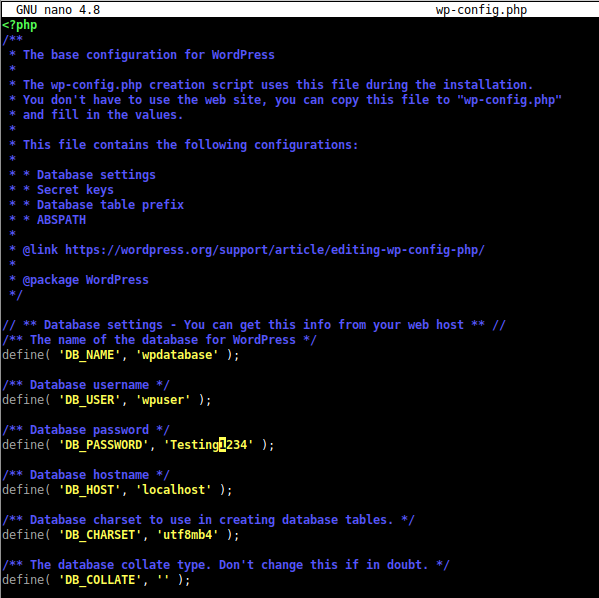 GNU nano 4.8 wp-config.php
<?php
/**
 * The base configuration for WordPress
 *
 * The wp-config.php creation script uses this file during the installation.
 * You don't have to use the web site, you can copy this file to "wp-config.php"
 * and fill in the values.
 *
 * This file contains the following configurations:
 *
 * * Database settings
 * * Secret keys
 * * Database table prefix
 * * ABSPATH
 *
 * @link https://wordpress.org/support/article/editing-wp-config-php/
 *
 * @package WordPress
 */

// ** Database settings - You can get this info from your web host ** //
/** The name of the database for WordPress */
define( 'DB_NAME', 'wpdatabase' );

/** Database username */
define( 'DB_USER', 'wpuser' );

/** Database password */
define( 'DB_PASSWORD', 'Testing1234' );

/** Database hostname */
define( 'DB_HOST', 'localhost' );

/** Database charset to use in creating database tables. */
define( 'DB_CHARSET', 'utf8mb4' );

/** The database collate type. Don't change this if in doubt. */
define( 'DB_COLLATE', '' );